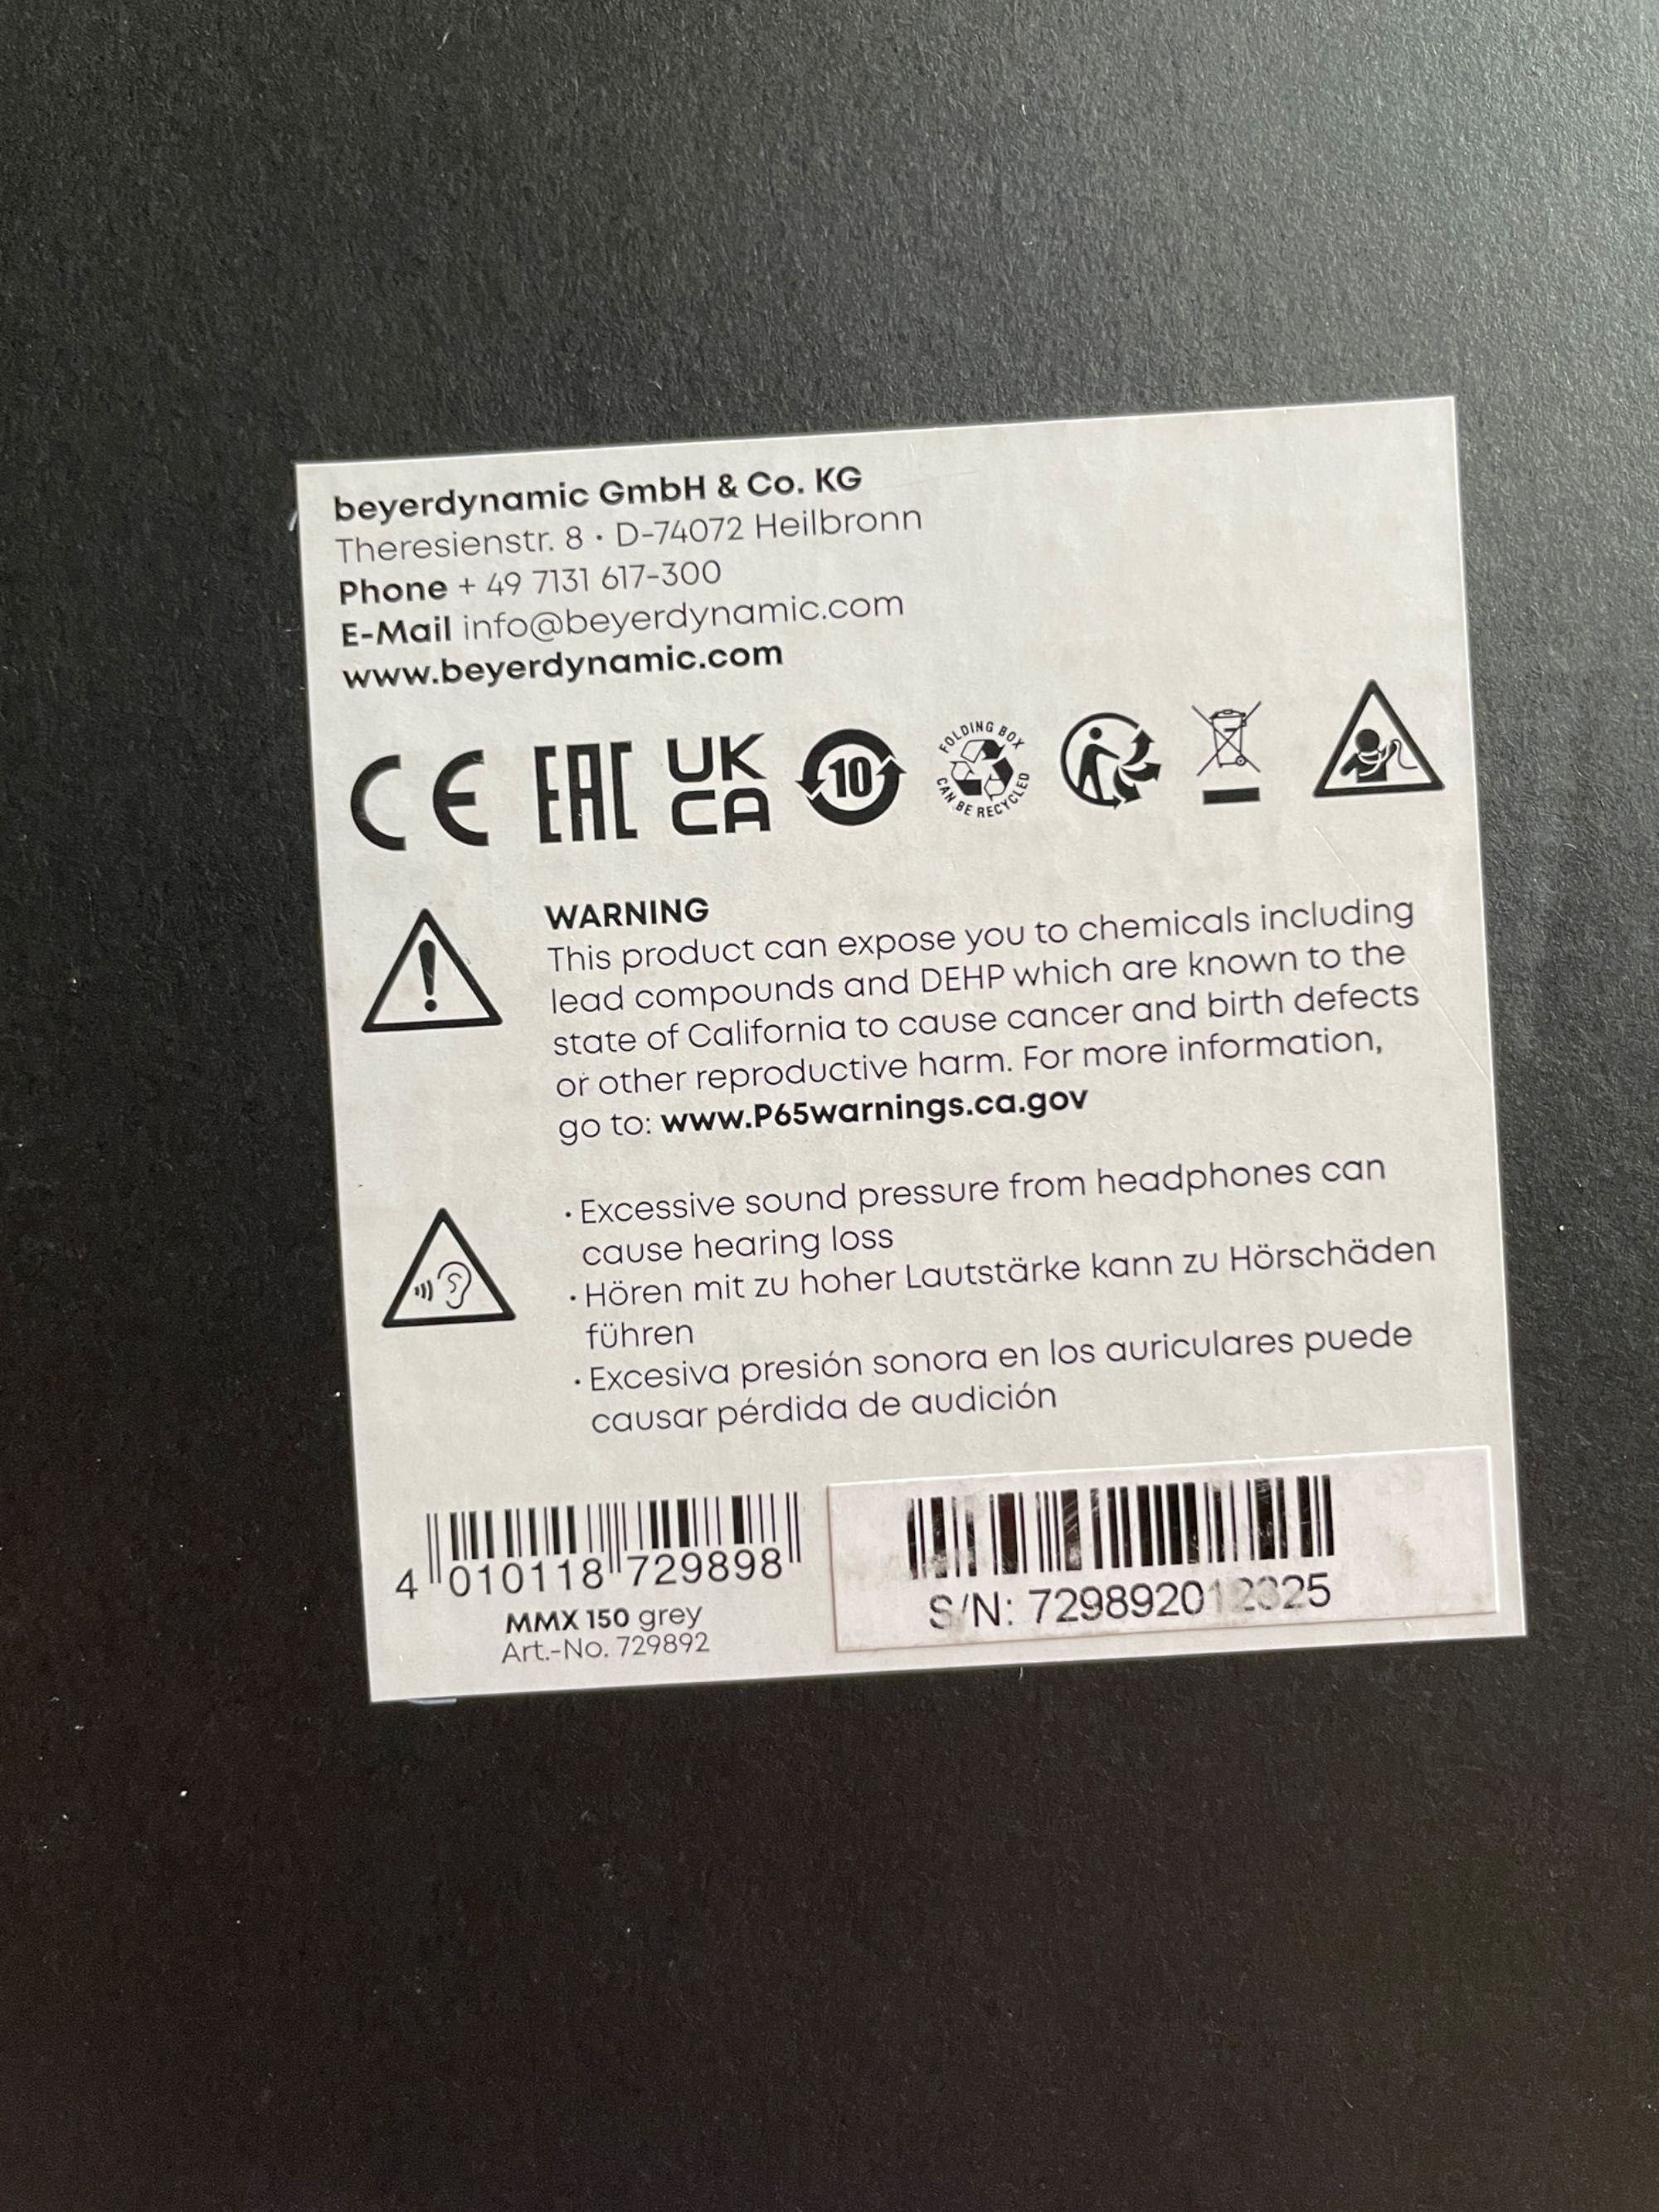 beyerdynamic GmbH & Co. KG
Theresienstr. 8 · D-74072 Heilbronn
Phone + 49 7131 617-300
E-Mail info@beyerdynamic.com
www.beyerdynamic.com
CE EAC UK CA 10 FOLDING BOX CAN BE RECYCLED
WARNING
This product can expose you to chemicals including
lead compounds and DEHP which are known to the
state of California to cause cancer and birth defects
or other reproductive harm. For more information,
go to: www.P65warnings.ca.gov
· Excessive sound pressure from headphones can
cause hearing loss
· Hören mit zu hoher Lautstärke kann zu Hörschäden
führen
· Excesiva presión sonora en los auriculares puede
causar pérdida de audición
4 010118 729898
MMX 150 grey
Art.-No. 729892
S/N: